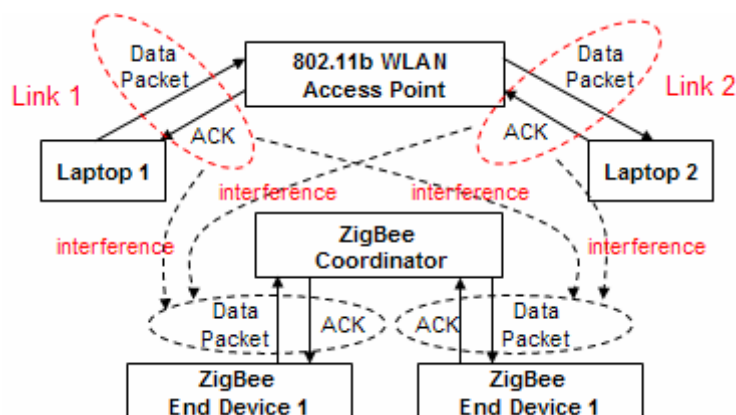 Data
Packet
802.11b WLAN
Access Point
Data
Packet
Link 1
Link 2
ACK
ACK
Laptop 1
Laptop 2
interference
interference
interference
interference
ZigBee
Coordinator
Data
Packet
ACK
ACK
Data
Packet
ZigBee
End Device 1
ZigBee
End Device 1